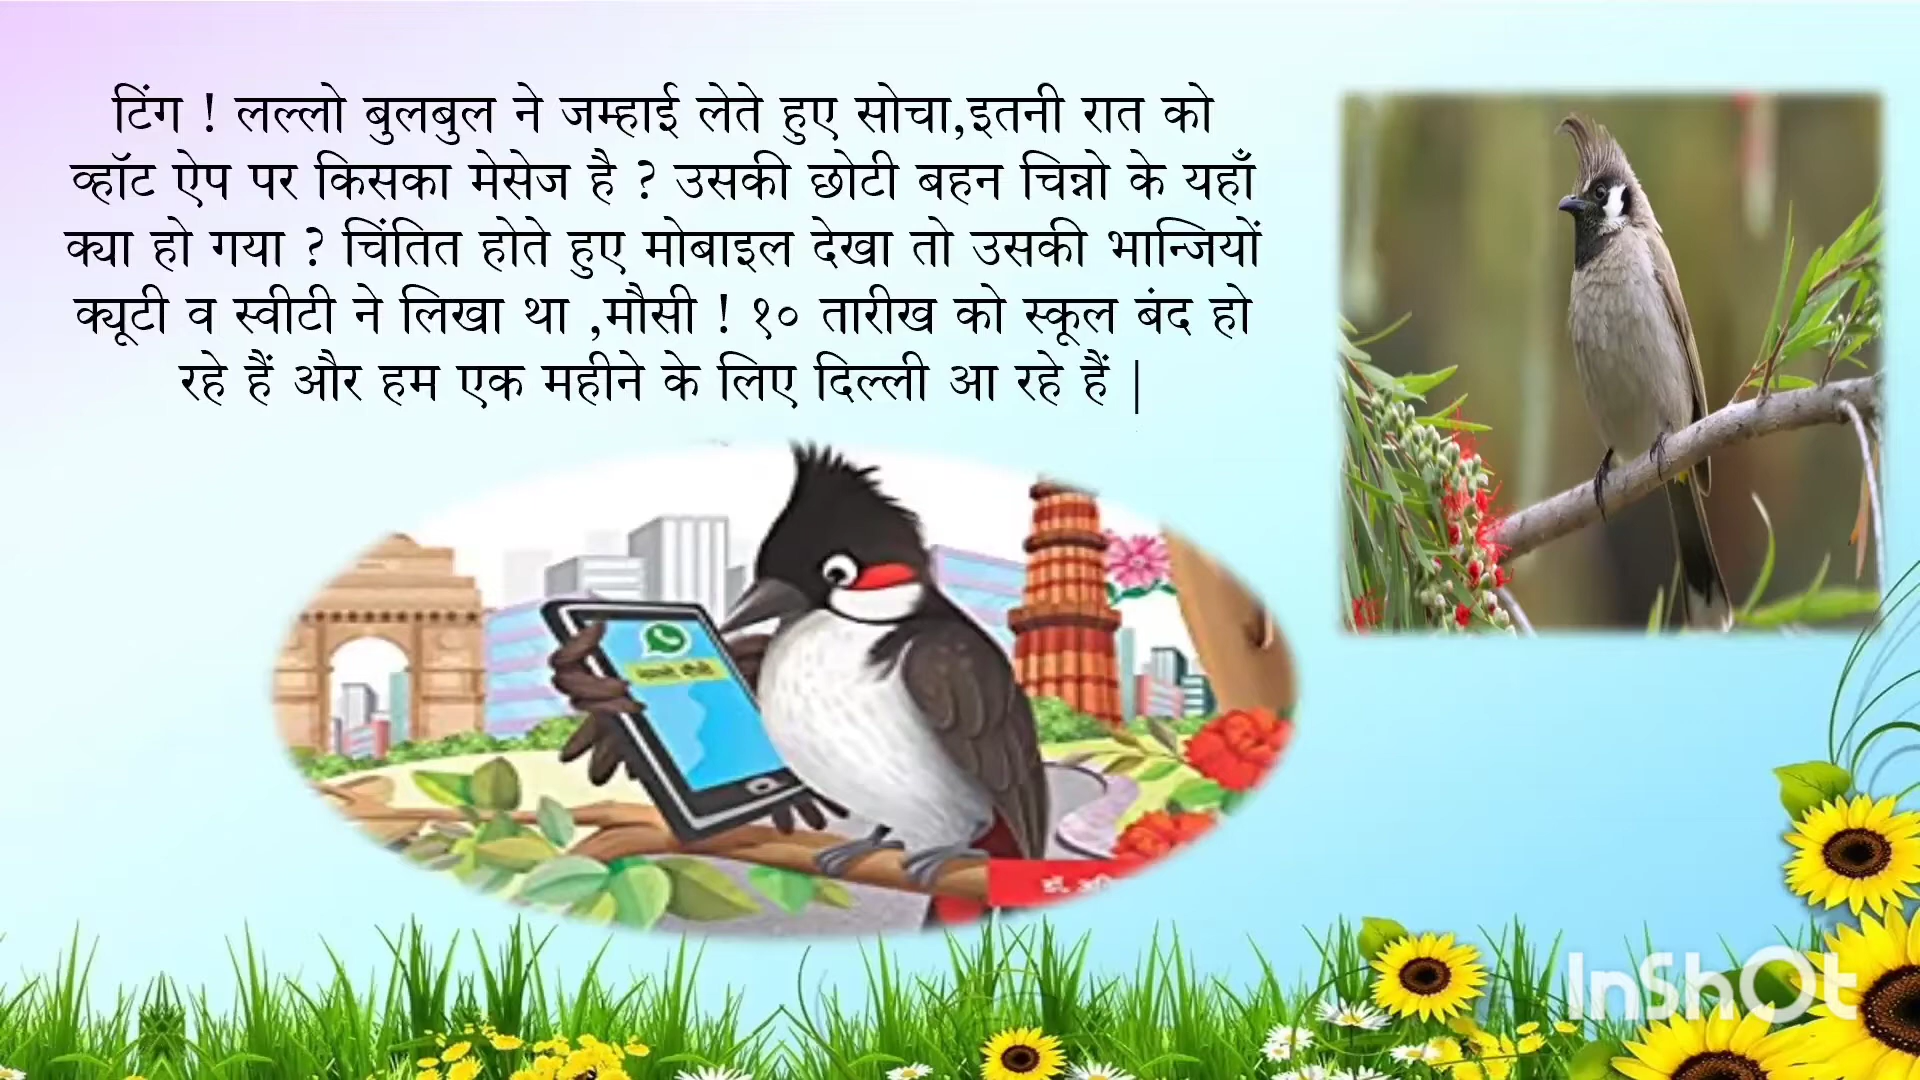 टिंग ! लल्लो बुलबुल ने जम्हाई लेते हुए सोचा,इतनी रात को
व्हॉट ऐप पर किसका मेसेज है ? उसकी छोटी बहन चिन्नो के यहाँ
क्या हो गया ? चिंतित होते हुए मोबाइल देखा तो उसकी भान्जियों
क्यूटी व स्वीटी ने लिखा था ,मौसी ! १० तारीख को स्कूल बंद हो
रहे हैं और हम एक महीने के लिए दिल्ली आ रहे हैं |
डॉ.
InShOt